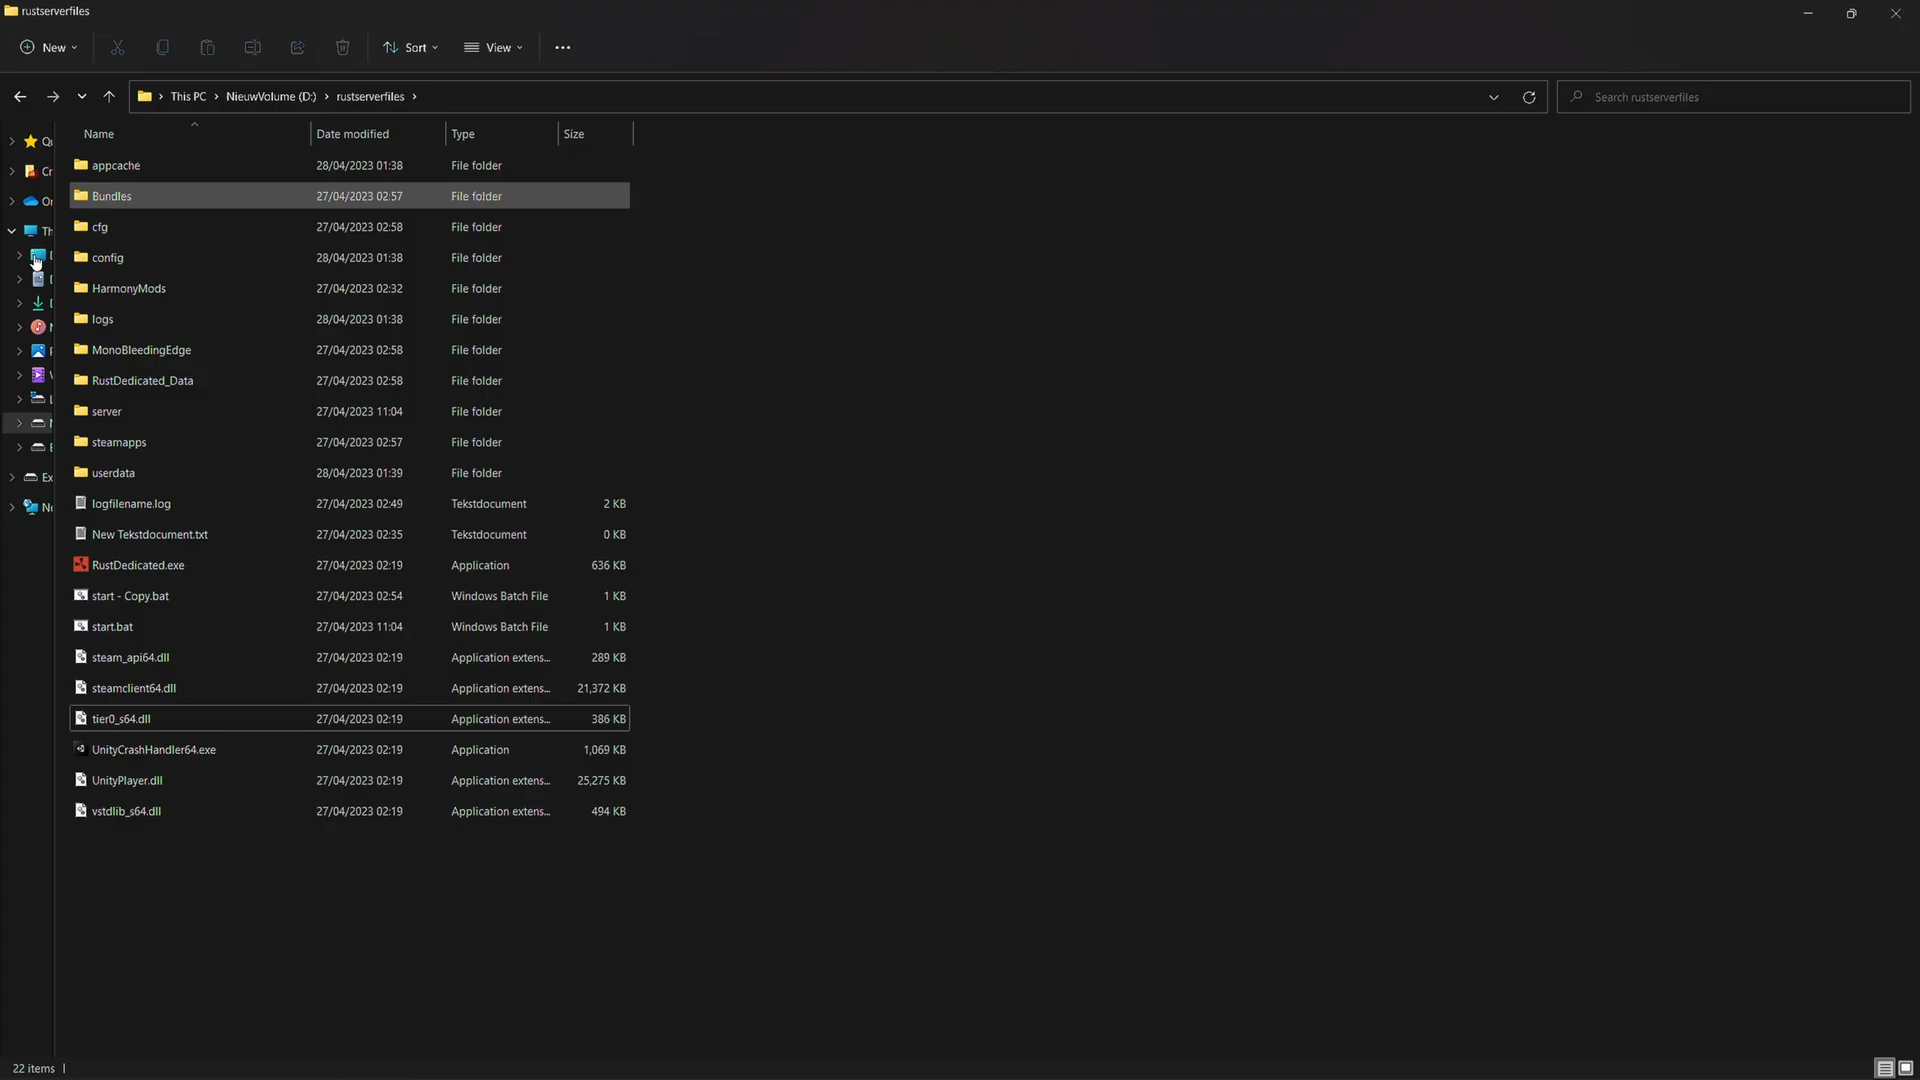 rustserverfiles
New
Sort
View
This PC > NieuwVolume (D:) > rustserverfiles >
Search rustserverfiles
Name Date modified Type Size
appcache 28/04/2023 01:38 File folder
Bundles 27/04/2023 02:57 File folder
cfg 27/04/2023 02:58 File folder
config 28/04/2023 01:38 File folder
HarmonyMods 27/04/2023 02:32 File folder
logs 28/04/2023 01:38 File folder
MonoBleedingEdge 27/04/2023 02:58 File folder
RustDedicated_Data 27/04/2023 02:58 File folder
server 27/04/2023 11:04 File folder
steamapps 27/04/2023 02:57 File folder
userdata 28/04/2023 01:39 File folder
logfilename.log 27/04/2023 02:49 Tekstdocument 2 KB
New Tekstdocument.txt 27/04/2023 02:35 Tekstdocument 0 KB
RustDedicated.exe 27/04/2023 02:19 Application 636 KB
start - Copy.bat 27/04/2023 02:54 Windows Batch File 1 KB
start.bat 27/04/2023 11:04 Windows Batch File 1 KB
steam_api64.dll 27/04/2023 02:19 Application extens... 289 KB
steamclient64.dll 27/04/2023 02:19 Application extens... 21,372 KB
tier0_s64.dll 27/04/2023 02:19 Application extens... 386 KB
UnityCrashHandler64.exe 27/04/2023 02:19 Application 1,069 KB
UnityPlayer.dll 27/04/2023 02:19 Application extens... 25,275 KB
vstdlib_s64.dll 27/04/2023 02:19 Application extens... 494 KB
22 items